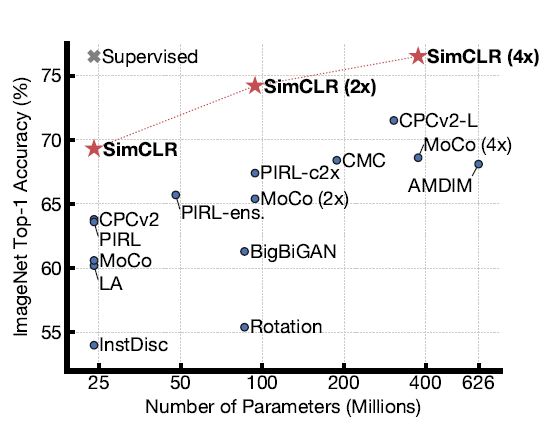 Supervised
SimCLR (4x)
75
SimCLR (2x)
CPCv2-L
70
SimCLR
MoCo (4x)
CMC
PIRL-c2x
AMDIM
65
MoCo (2x)
PIRL-ens.
CPCv2
PIRL
BigBiGAN
MoCo
60
LA
Rotation
55
InstDisc
ImageNet Top-1 Accuracy (%)
25 50 100 200 400 626
Number of Parameters (Millions)